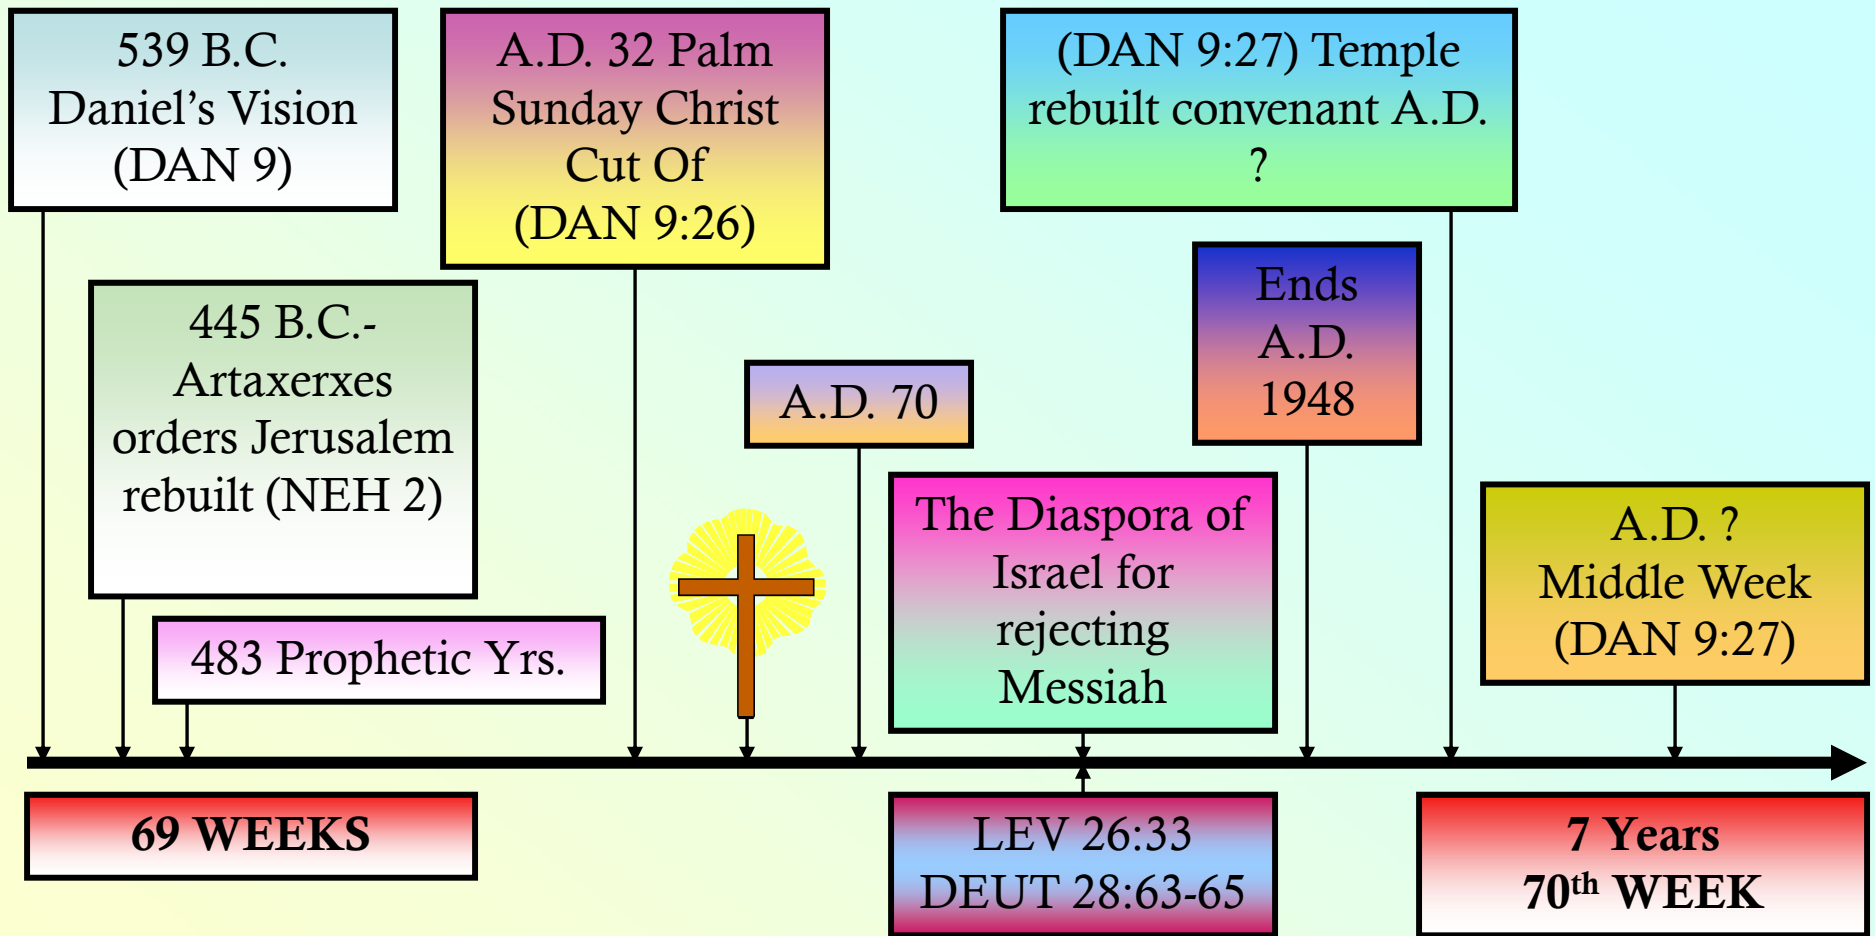 539 B.C.
Daniel’s Vision
(DAN 9)
445 B.C.-
Artaxerxes
orders Jerusalem
rebuilt (NEH 2)
483 Prophetic Yrs.
A.D. 32 Palm
Sunday Christ
Cut Of
(DAN 9:26)
A.D. 70
The Diaspora of
Israel for
rejecting
Messiah
Ends
A.D.
1948
(DAN 9:27) Temple
rebuilt convenant A.D.
?
A.D. ?
Middle Week
(DAN 9:27)
69 WEEKS
LEV 26:33
DEUT 28:63-65
7 Years
70th WEEK